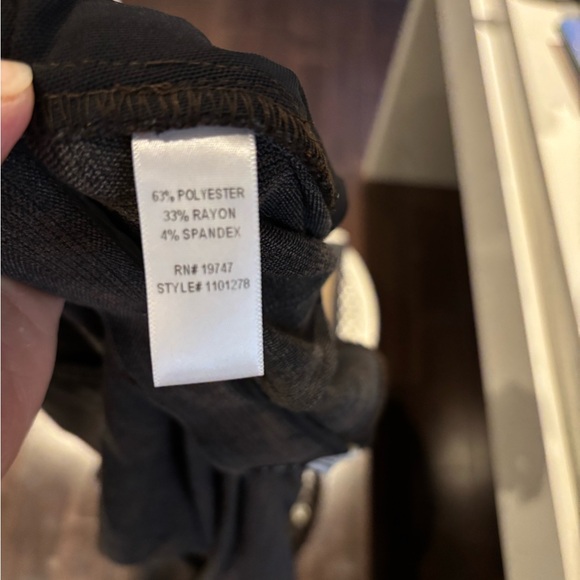 63% POLYESTER
33% RAYON
4% SPANDEX
RN# 19747
STYLE# 1101278